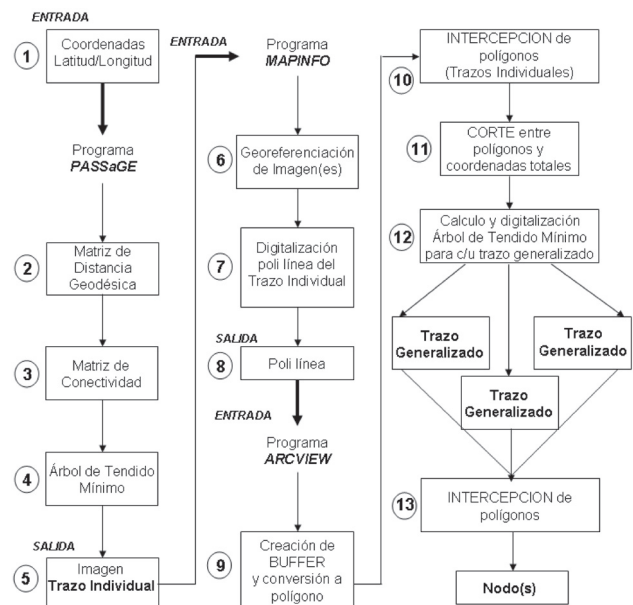 ENTRADA
1
Coordenadas
Latitud/Longitud
Programa
PASSaGE
2
Matriz de
Distancia
Geodésica
3
Matriz de
Conectividad
4
Árbol de Tendido
Mínimo
SALIDA
5
Imagen
Trazo Individual
ENTRADA
Programa
MAPINFO
6
Georeferenciación
de Imagen(es)
7
Digitalización
poli línea del
Trazo Individual
SALIDA
8
Poli línea
ENTRADA
Programa
ARCVIEW
9
Creación de
BUFFER
y conversión a
polígono
10
INTERCEPCION de
polígonos
(Trazos Individuales)
11
CORTE entre
polígonos y
coordenadas totales
12
Calculo y digitalización
Árbol de Tendido Mínimo
para c/u trazo generalizado
Trazo
Generalizado
Trazo
Generalizado
Trazo
Generalizado
13
INTERCEPCION de
polígonos
Nodo(s)